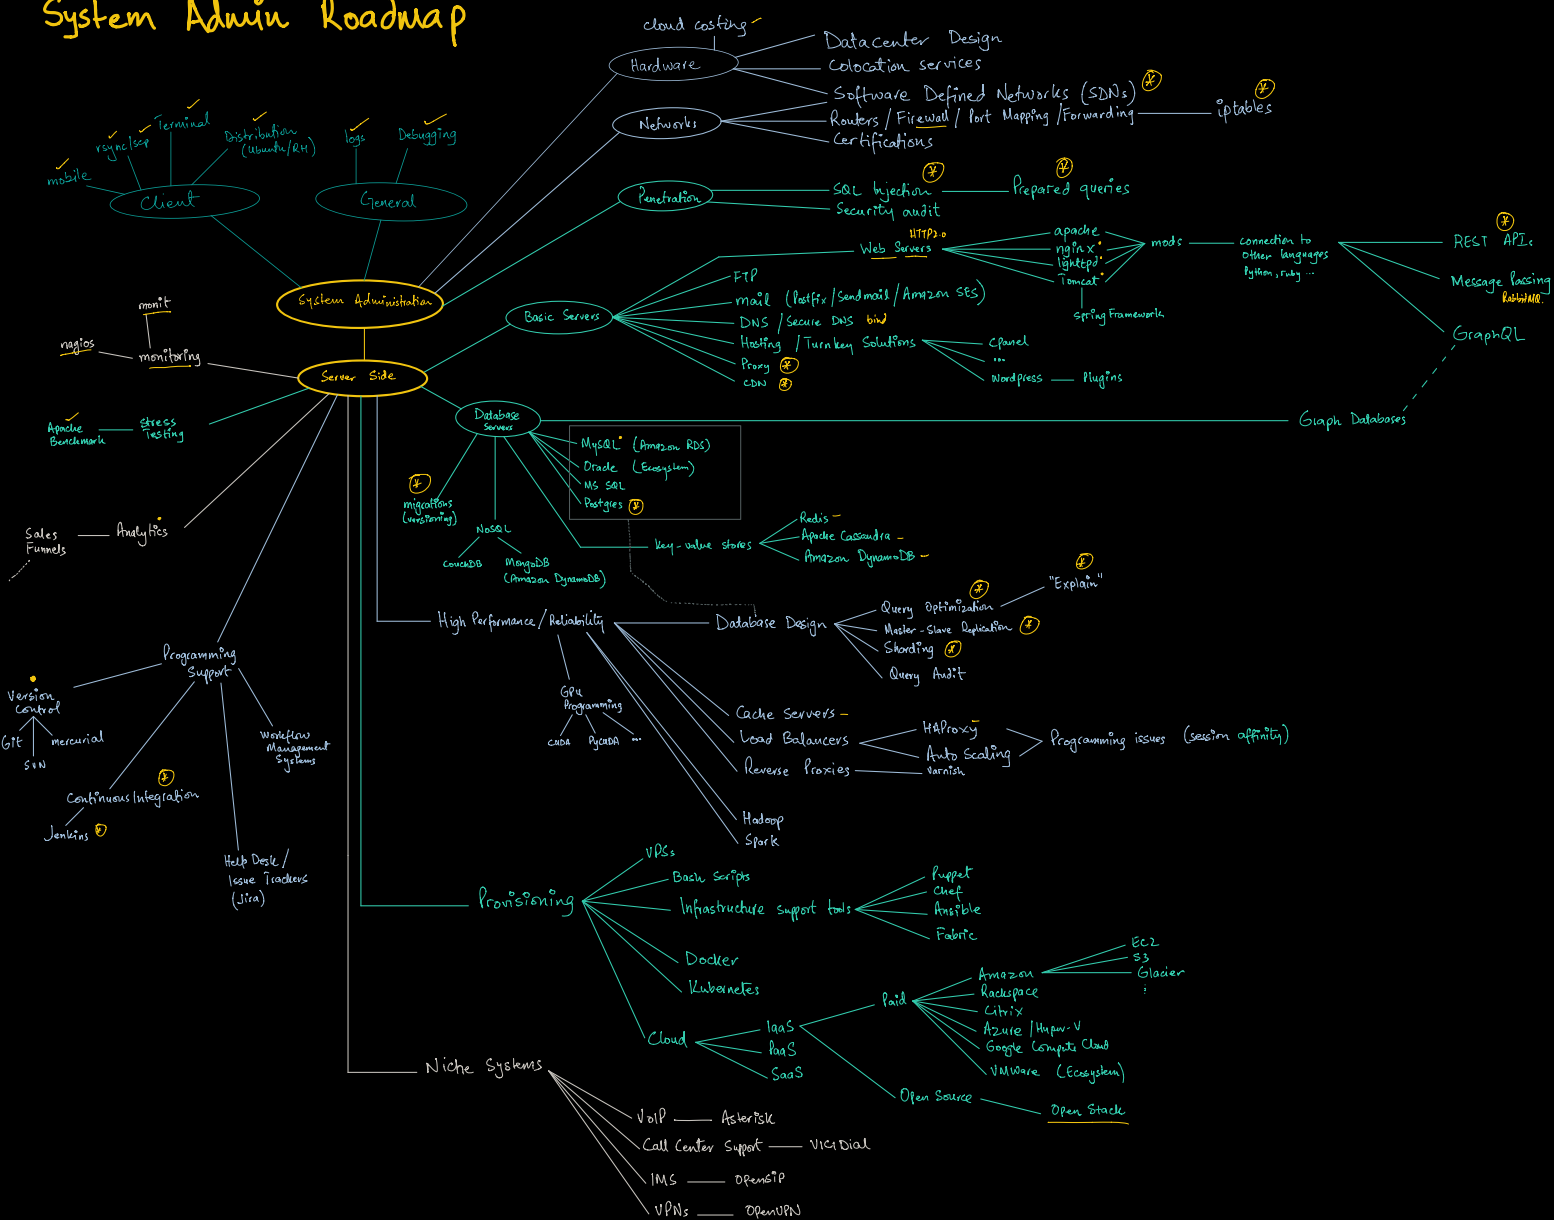 System Admin Roadmap
cloud costing
Hardware
Datacenter Design
Colocation services
Software Defined Networks (SDNs)
Networks
Routers / Firewall / Port Mapping / Forwarding
iptables
Certifications
Terminal
rsync/scp
Distribution
(Ubuntu/RH)
mobile
Client
logs
Debugging
General
Penetration
SQL Injection
Prepared queries
Security audit
System Administration
HTTP2.0
Web Servers
apache
nginx
lighttpd
Tomcat
Spring Framework
mods
connection to
other languages
Python, ruby ...
REST APIs
Message Passing
RabbitMQ.
GraphQL
Basic Servers
FTP
mail (Postfix/Sendmail/Amazon SES)
DNS / Secure DNS bind
Hosting / Turnkey Solutions
cpanel
...
Wordpress
Plugins
Proxy
CDN
monit
nagios
monitoring
Server Side
Apache
Benchmark
Stress
Testing
Database
Servers
MySQL (Amazon RDS)
Oracle (Ecosystem)
MS SQL
Postgres
Graph Databases
migrations
(versioning)
NoSQL
CouchDB
MongoDB
(Amazon DynamoDB)
Key-value stores
Redis
Apache Cassandra
Amazon DynamoDB
Sales
Funnels
Analytics
High Performance/Reliability
Database Design
Query Optimization
"Explain"
Master-Slave Replication
Sharding
Query Audit
GPU
Programming
CUDA
PyCUDA
...
Cache Servers
Load Balancers
HAProxy
Auto Scaling
Programming issues (session affinity)
Reverse Proxies
Varnish
Hadoop
Spark
Programming
Support
Version
Control
Git
SVN
mercurial
Workflow
Management
Systems
Continuous Integration
Jenkins
Help Desk/
Issue Trackers
(Jira)
Provisioning
VPSs
Bash Scripts
Infrastructure support tools
Puppet
Chef
Ansible
Fabric
Docker
Kubernetes
Cloud
IaaS
PaaS
SaaS
Paid
Amazon
EC2
S3
Glacier
Rackspace
Citrix
Azure / Hyper-V
Google Compute Cloud
VMWare (Ecosystem)
Open Source
Open Stack
Niche Systems
VoIP
Asterisk
Call Center Support
ViCiDial
IMS
OpenSIP
VPNs
OpenVPN